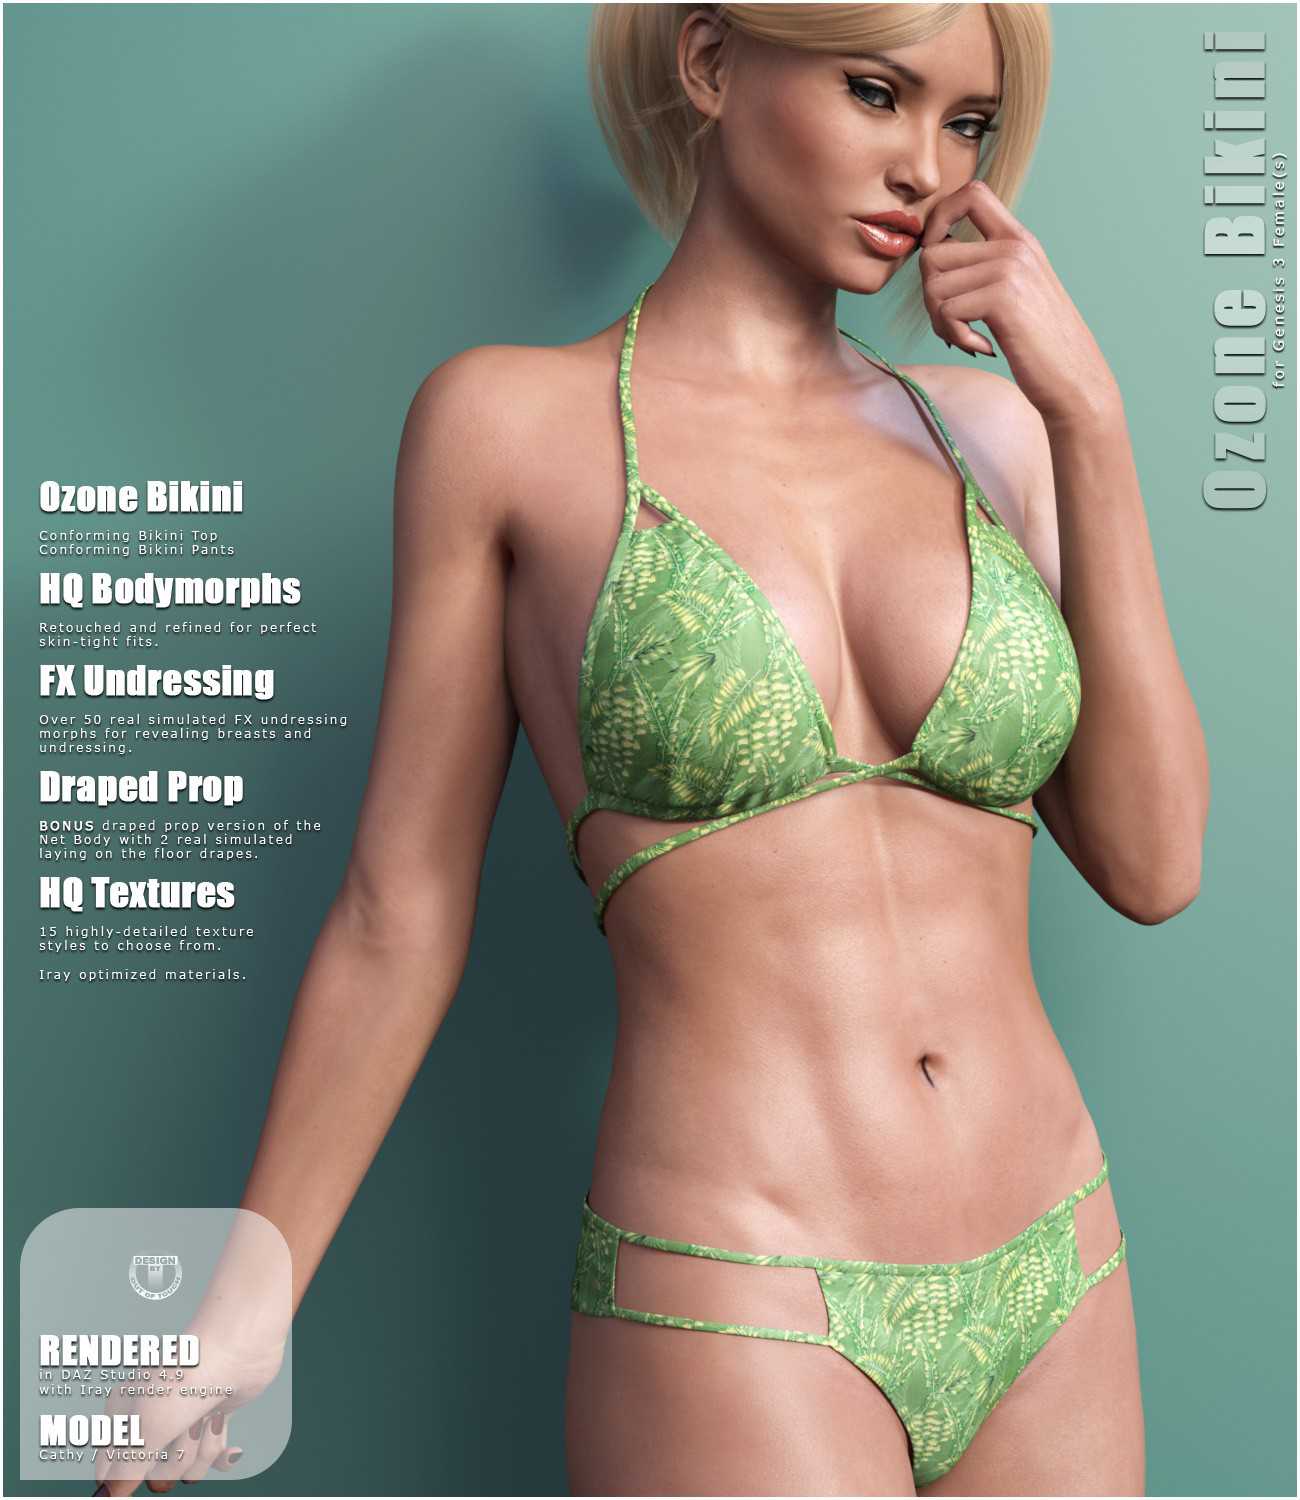 Ozone Bikini
for Genesis 3 Female(s)
Ozone Bikini
Conforming Bikini Top
Conforming Bikini Pants
HQ Bodymorphs
Retouched and refined for perfect
skin-tight fits.
FX Undressing
Over 50 real simulated FX undressing
morphs for revealing breasts and
undressing.
Draped Prop
BONUS draped prop version of the
Net Body with 2 real simulated
laying on the floor drapes.
HQ Textures
15 highly-detailed texture
styles to choose from.
Iray optimized materials.
DESIGN
BY
OUT OF TOUCH
RENDERED
in DAZ Studio 4.9
with Iray render engine
MODEL
Cathy / Victoria 7